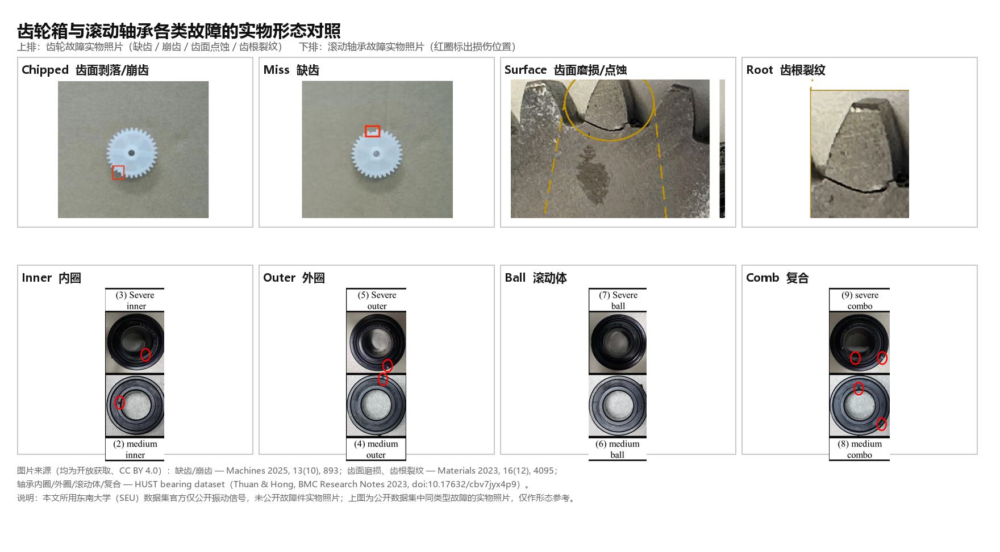 齿轮箱与滚动轴承各类故障的实物形态对照
上排：齿轮故障实物照片（缺齿 / 崩齿 / 齿面点蚀 / 齿根裂纹）　下排：滚动轴承故障实物照片（红圈标出损伤位置）
Chipped 齿面剥落/崩齿
Miss 缺齿
Surface 齿面磨损/点蚀
Root 齿根裂纹
Inner 内圈
(3) Severe
inner
(2) medium
inner
Outer 外圈
(5) Severe
outer
(4) medium
outer
Ball 滚动体
(7) Severe
ball
(6) medium
ball
Comb 复合
(9) severe
combo
(8) medium
combo
图片来源（均为开放获取、CC BY 4.0）：缺齿/崩齿 — Machines 2025, 13(10), 893；齿面磨损、齿根裂纹 — Materials 2023, 16(12), 4095；
轴承内圈/外圈/滚动体/复合 — HUST bearing dataset（Thuan & Hong, BMC Research Notes 2023, doi:10.17632/cbv7jyx4p9）。
说明：本文所用东南大学（SEU）数据集官方仅公开振动信号，未公开故障件实物照片；上图为公开数据集中同类型故障的实物照片，仅作形态参考。